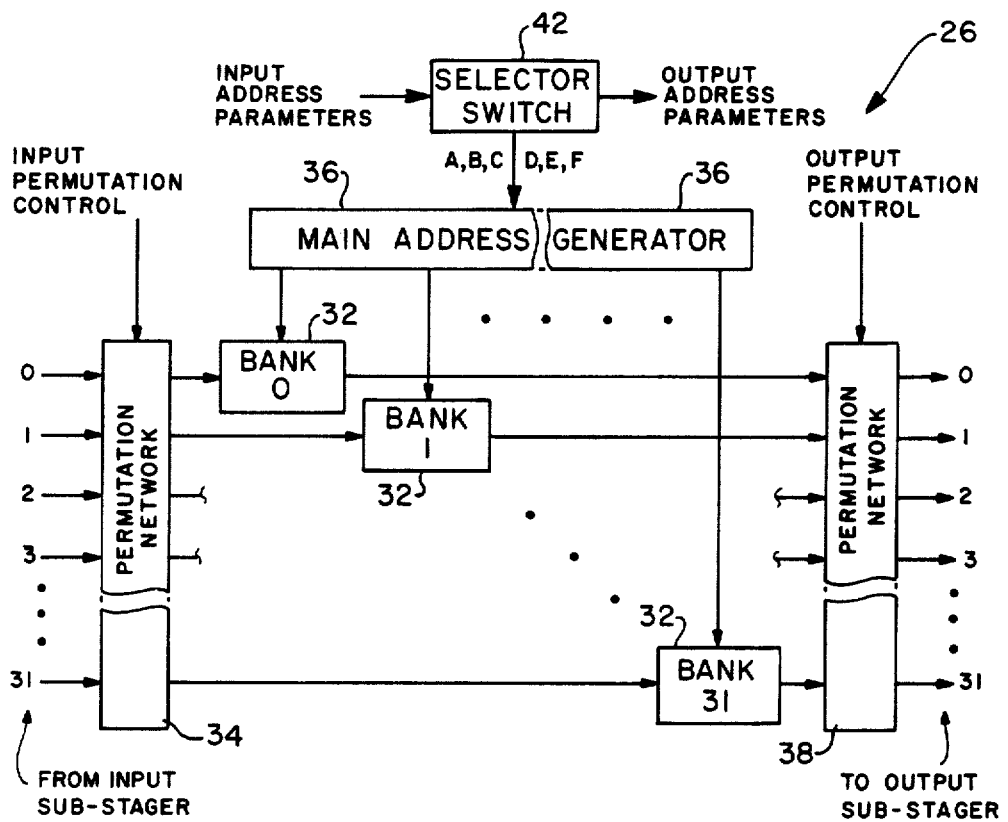 42
26
INPUT
ADDRESS
PARAMETERS
SELECTOR
SWITCH
OUTPUT
ADDRESS
PARAMETERS
A,B,C
D,E,F
INPUT
PERMUTATION
CONTROL
OUTPUT
PERMUTATION
CONTROL
36
36
MAIN ADDRESS GENERATOR
32
BANK
0
BANK
1
32
32
BANK
31
PERMUTATION
NETWORK
PERMUTATION
NETWORK
0
1
2
3
31
0
1
2
3
31
34
38
FROM INPUT
SUB-STAGER
TO OUTPUT
SUB-STAGER